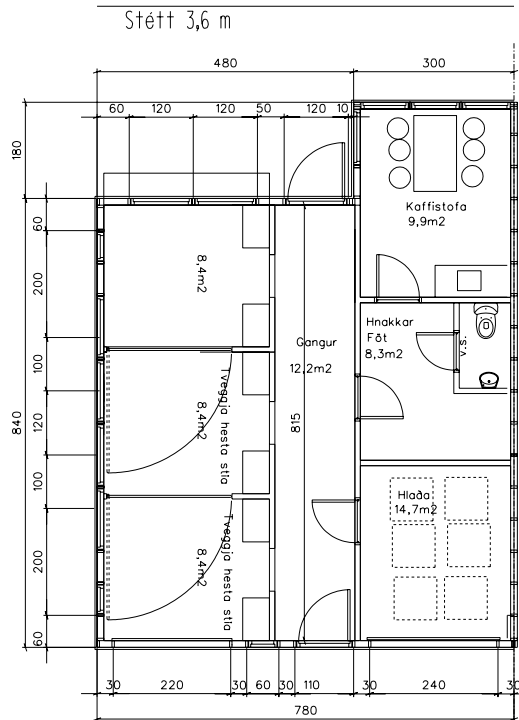 Stétt 3,6 m
480
300
60
120
120
50
120
10
180
60
200
100
120
100
200
60
840
Kaffistofa
9,9m2
Hnakkar
Föt
8,3m2
v.s.
Gangur
12,2m2
815
Hlaða
14,7m2
8,4m2
Tveggja hesta stía
8,4m2
Tveggja hesta stía
8,4m2
30
220
30
60
30
110
30
240
30
780